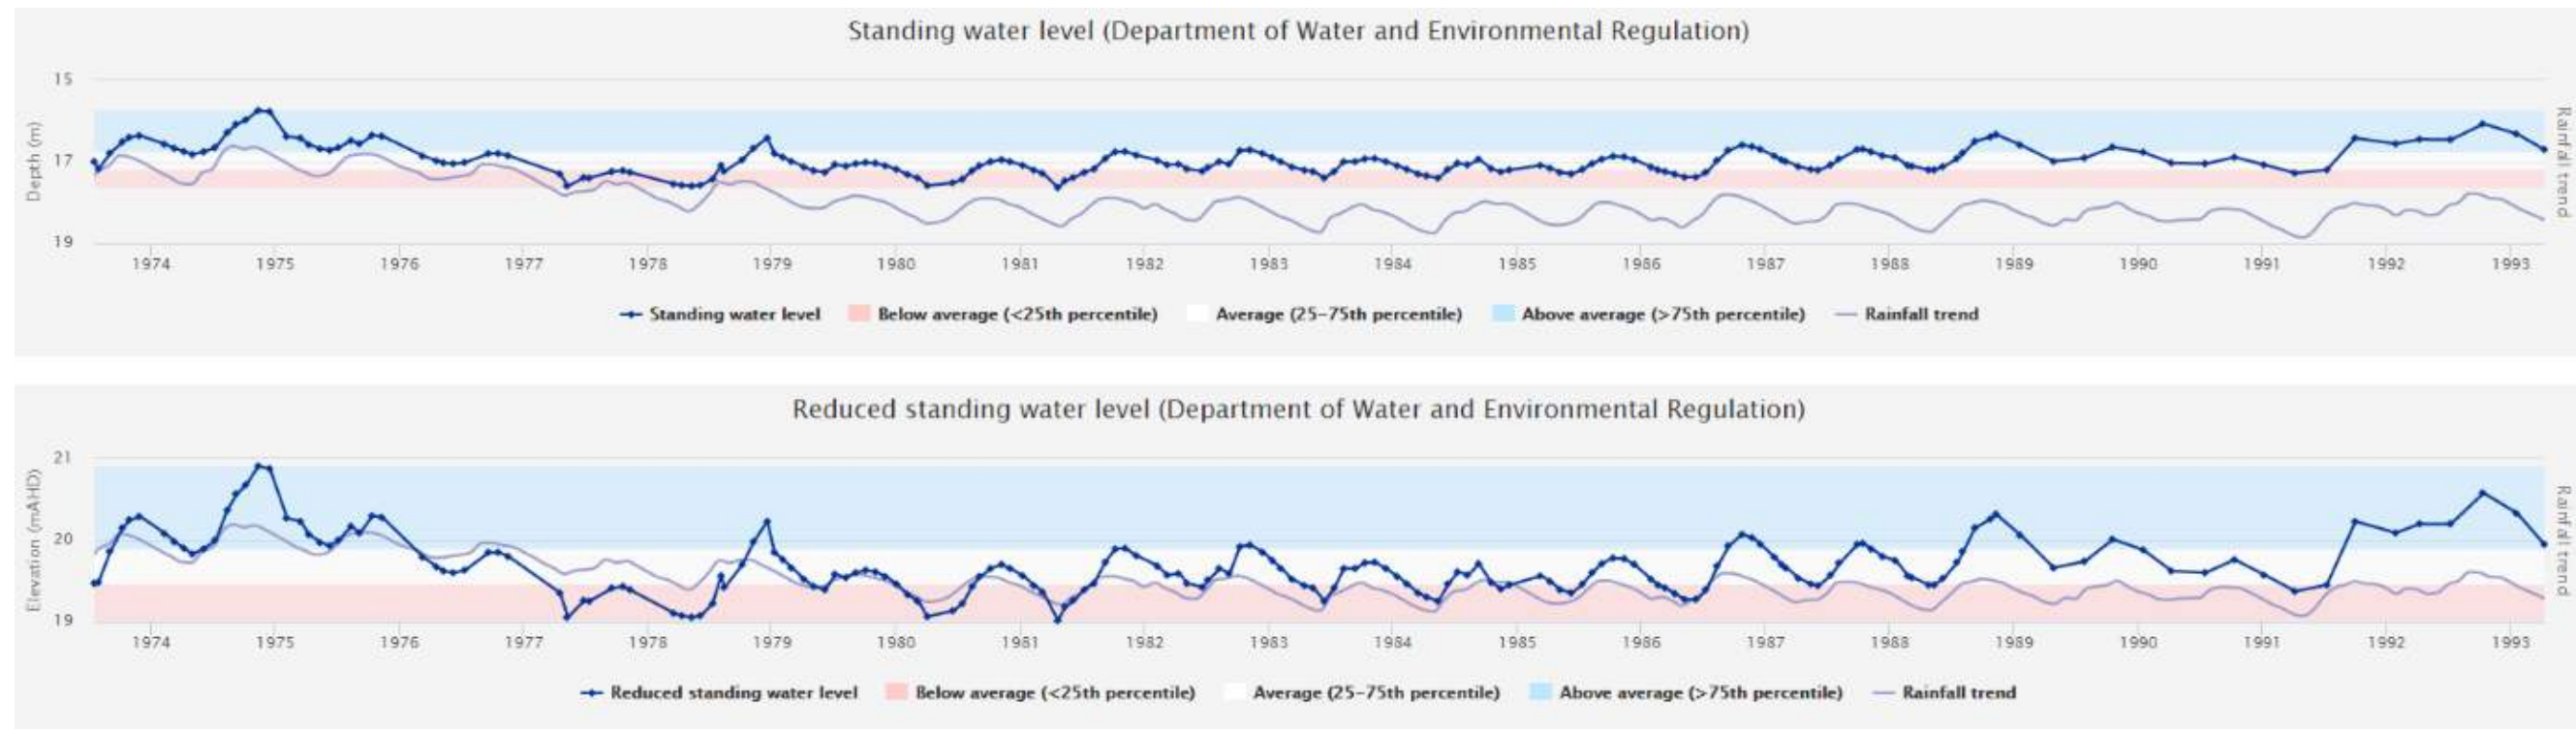 Standing water level (Department of Water and Environmental Regulation)
15
17
19
Depth (m)
Rainfall trend
1974 1975 1976 1977 1978 1979 1980 1981 1982 1983 1984 1985 1986 1987 1988 1989 1990 1991 1992 1993
Standing water level Below average (<25th percentile) Average (25–75th percentile) Above average (>75th percentile) Rainfall trend
Reduced standing water level (Department of Water and Environmental Regulation)
21
20
19
Elevation (mAHD)
Rainfall trend
1974 1975 1976 1977 1978 1979 1980 1981 1982 1983 1984 1985 1986 1987 1988 1989 1990 1991 1992 1993
Reduced standing water level Below average (<25th percentile) Average (25–75th percentile) Above average (>75th percentile) Rainfall trend